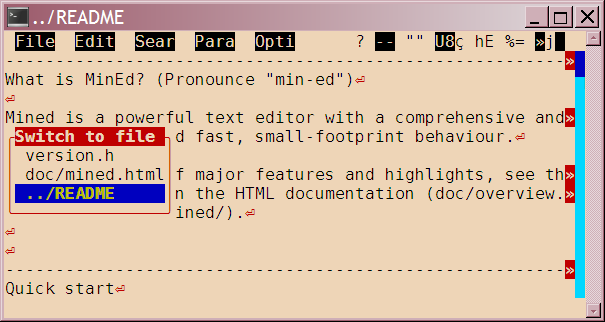 ../README
File Edit Sear Para Opti ? -- "" U8ç hE %= »j
-----------------------------------------------------------»
What is MinEd? (Pronounce "min-ed")⏎
⏎
Mined is a powerful text editor with a comprehensive and»
Switch to file d fast, small-footprint behaviour.⏎
version.h
doc/mined.html f major features and highlights, see th»
../README n the HTML documentation (doc/overview.»
ined/).⏎
⏎
⏎
-----------------------------------------------------------»
Quick start⏎